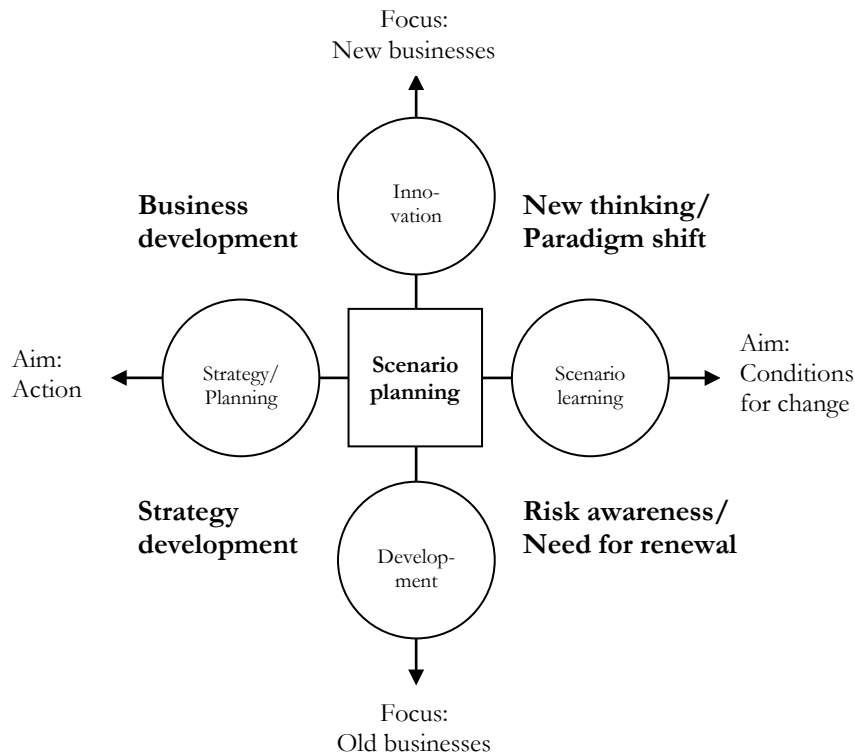 Focus:
New businesses
Inno-
vation
Business
development
New thinking/
Paradigm shift
Aim:
Action
Strategy/
Planning
Scenario
planning
Scenario
learning
Aim:
Conditions
for change
Strategy
development
Risk awareness/
Need for renewal
Develop-
ment
Focus:
Old businesses